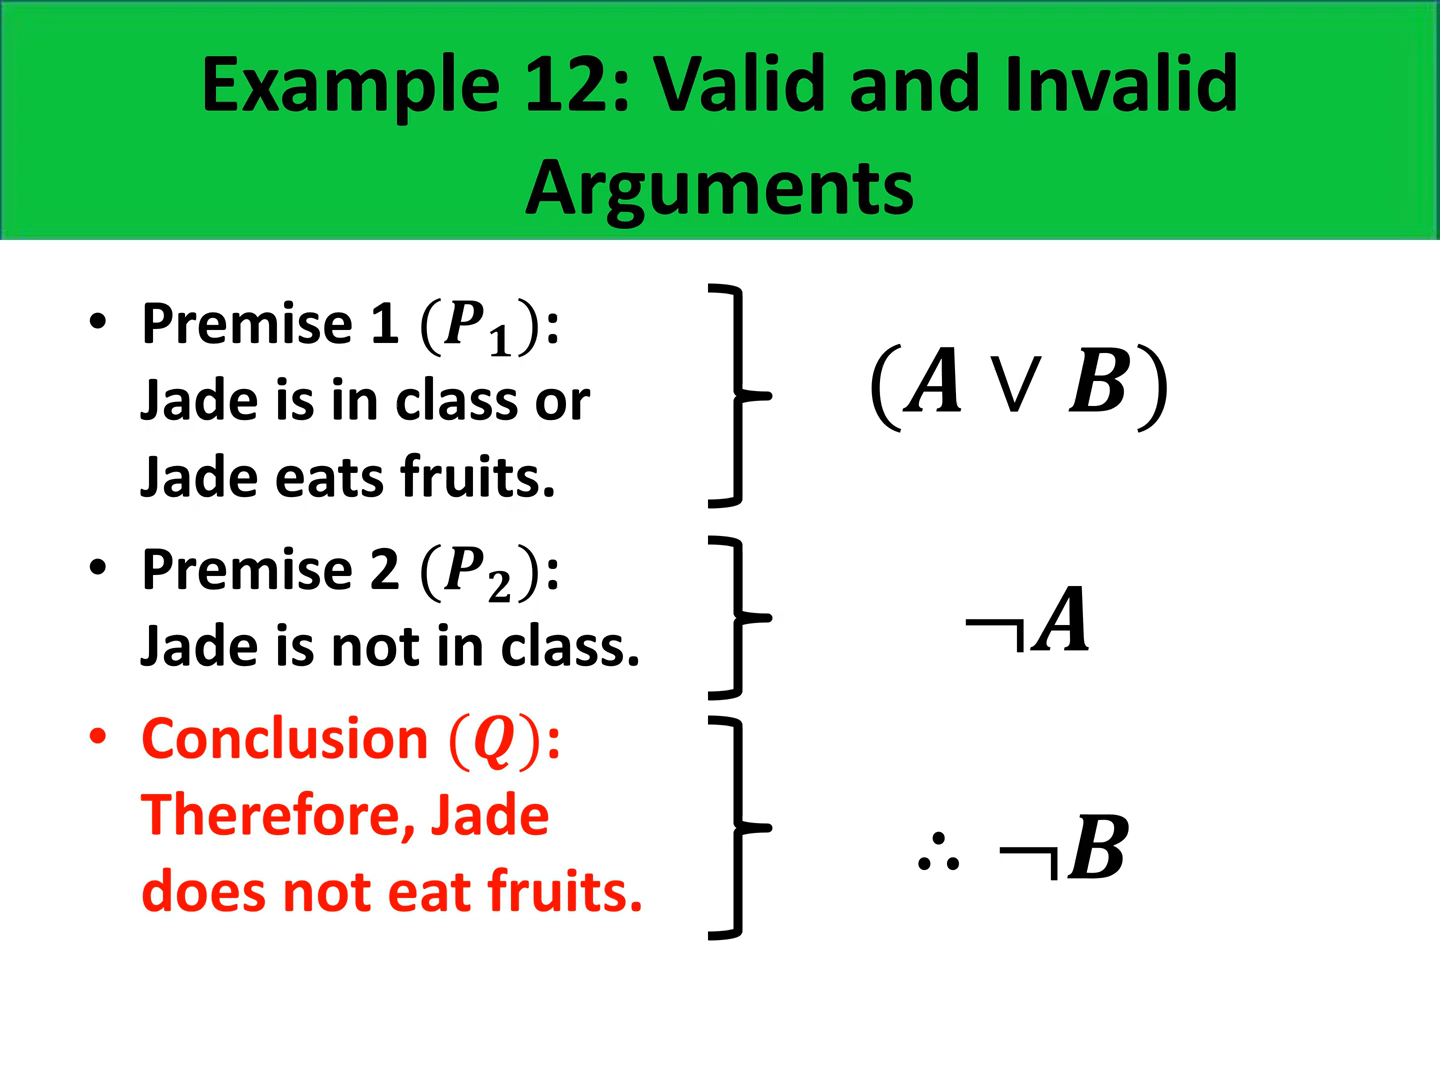 Example 12: Valid and Invalid
Arguments
• Premise 1 (P₁):
Jade is in class or
Jade eats fruits.
(A ∨ B)
• Premise 2 (P₂):
Jade is not in class.
¬A
• Conclusion (Q):
Therefore, Jade
does not eat fruits.
∴ ¬B